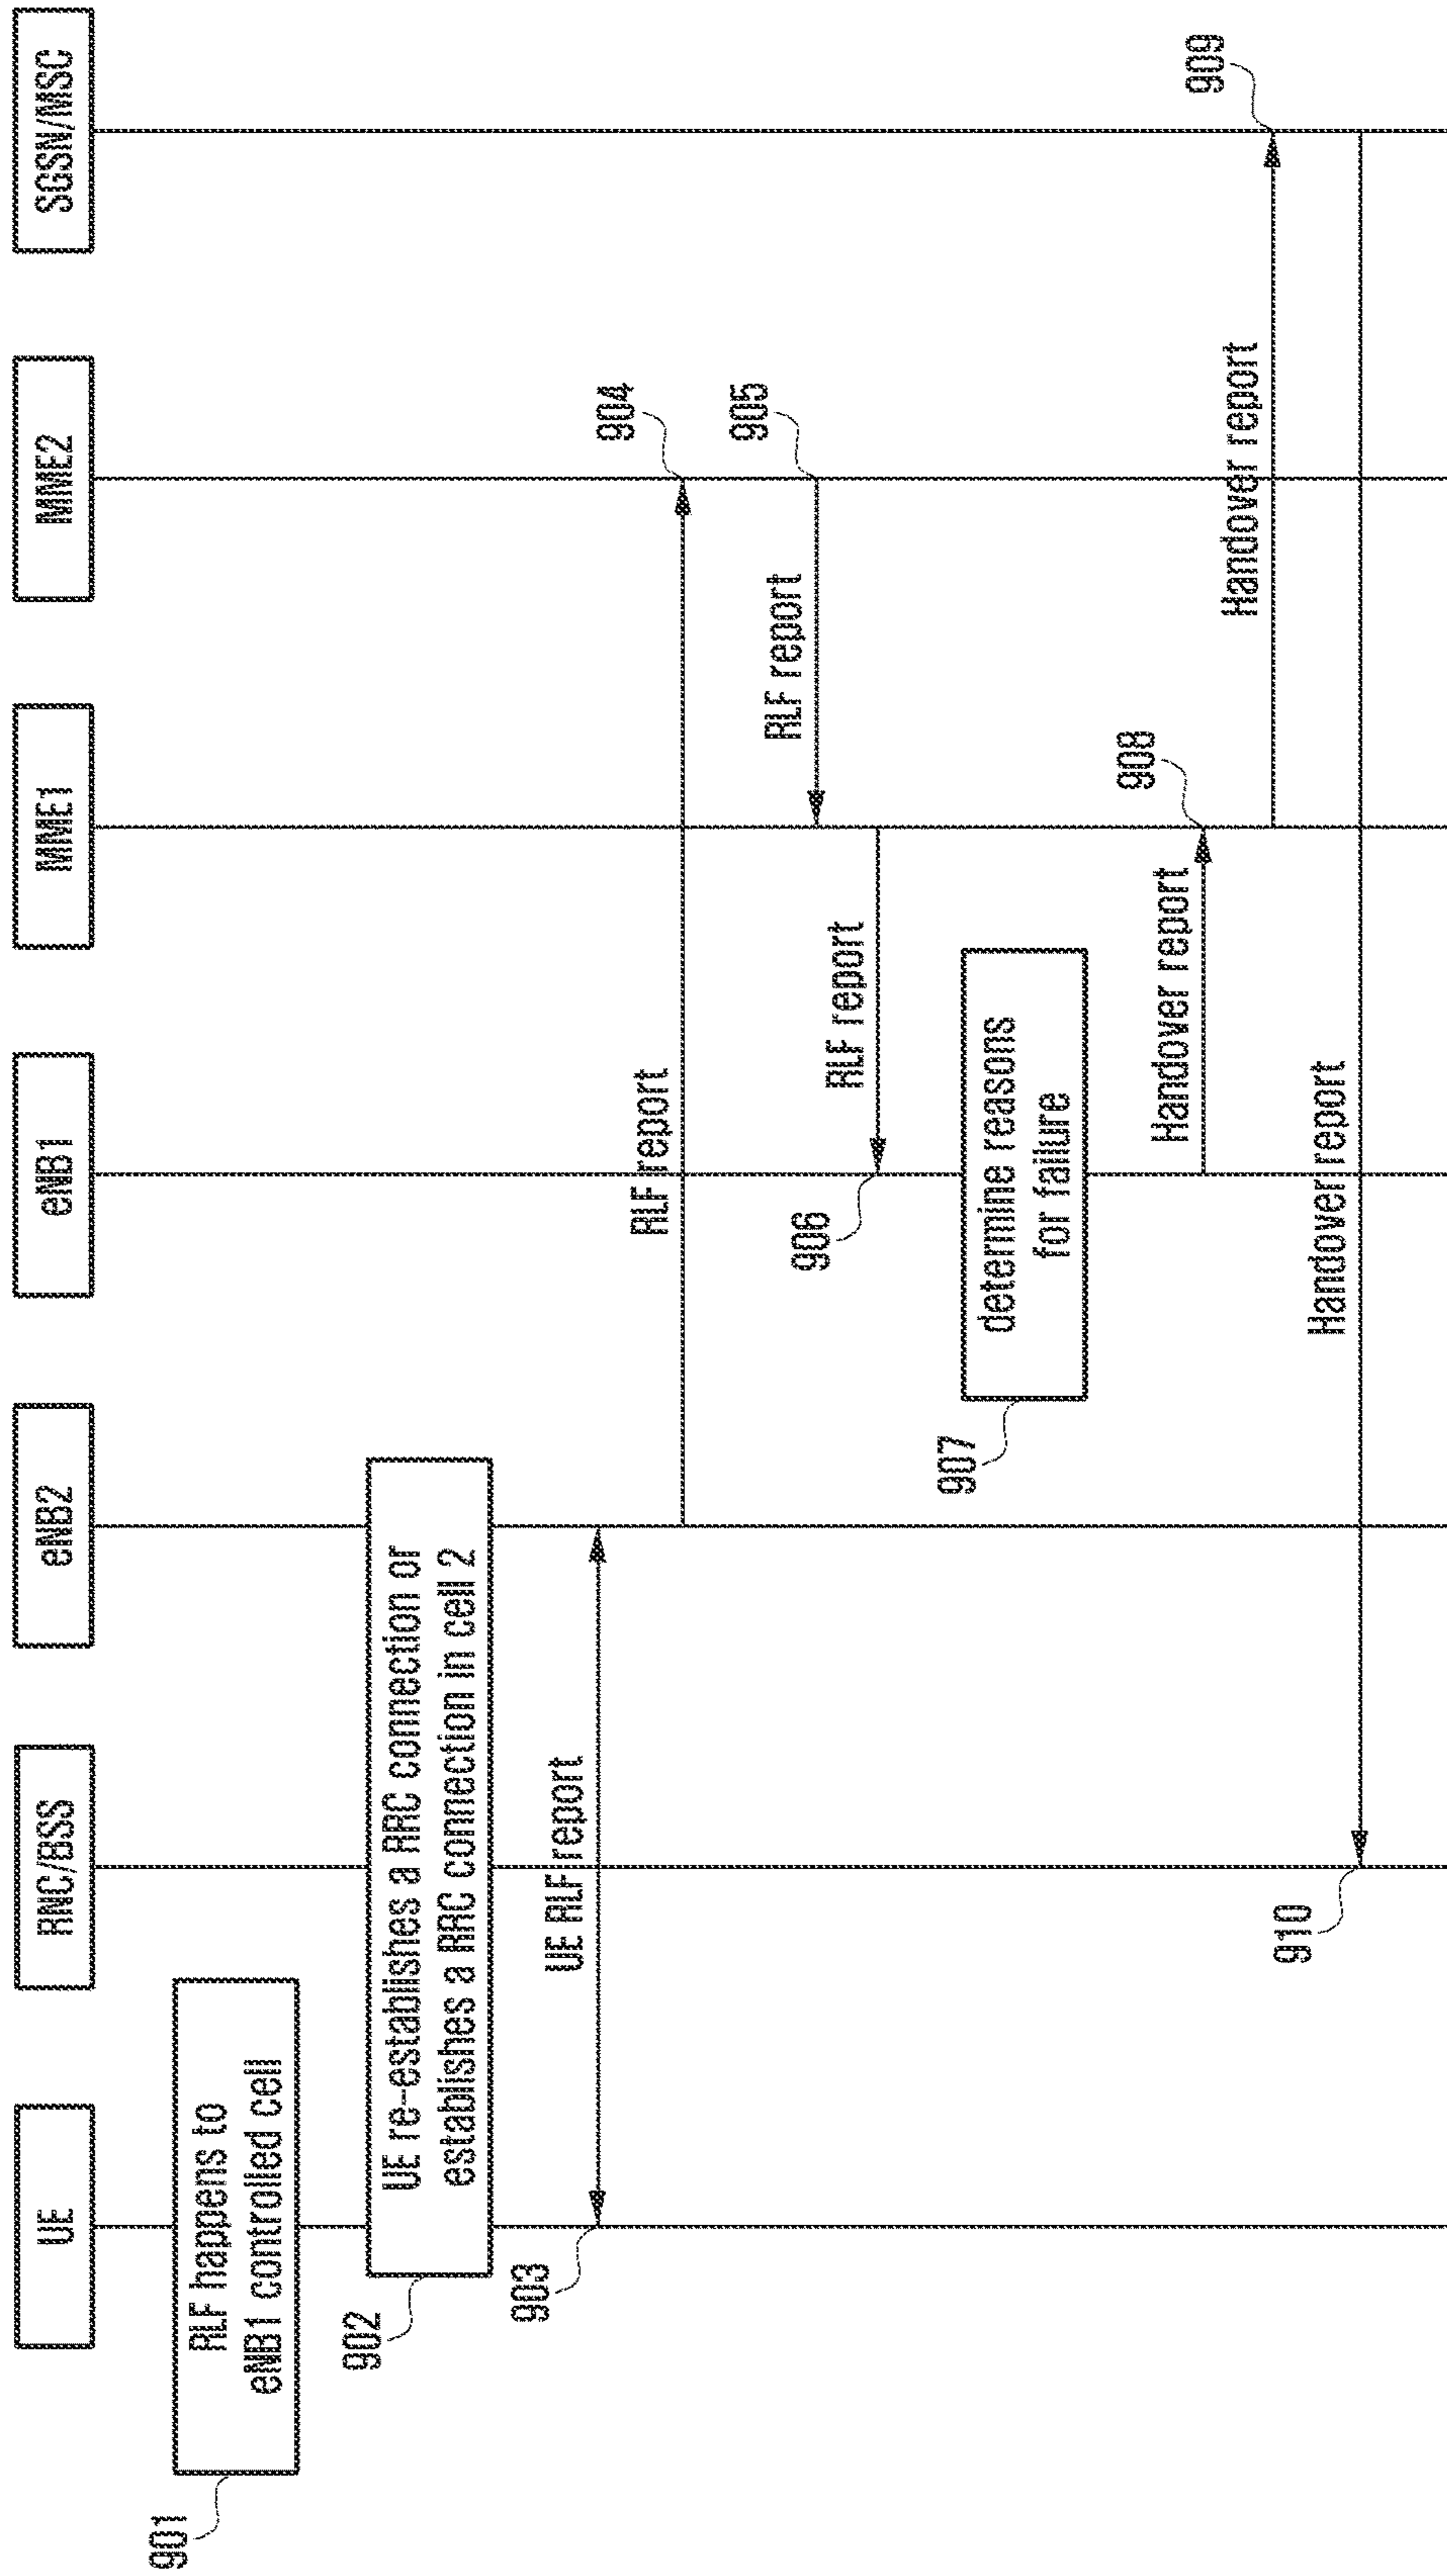 UE
RNC/BSS
eNB2
eNB1
MME1
MME2
SGSN/MSC
901
RLF happens to
eNB1 controlled cell
902
UE re-establishes a RRC connection or
establishes a RRC connection in cell 2
903
UE RLF report
RLF report
904
RLF report
905
RLF report
906
907
determine reasons
for failure
Handover report
908
Handover report
909
Handover report
910